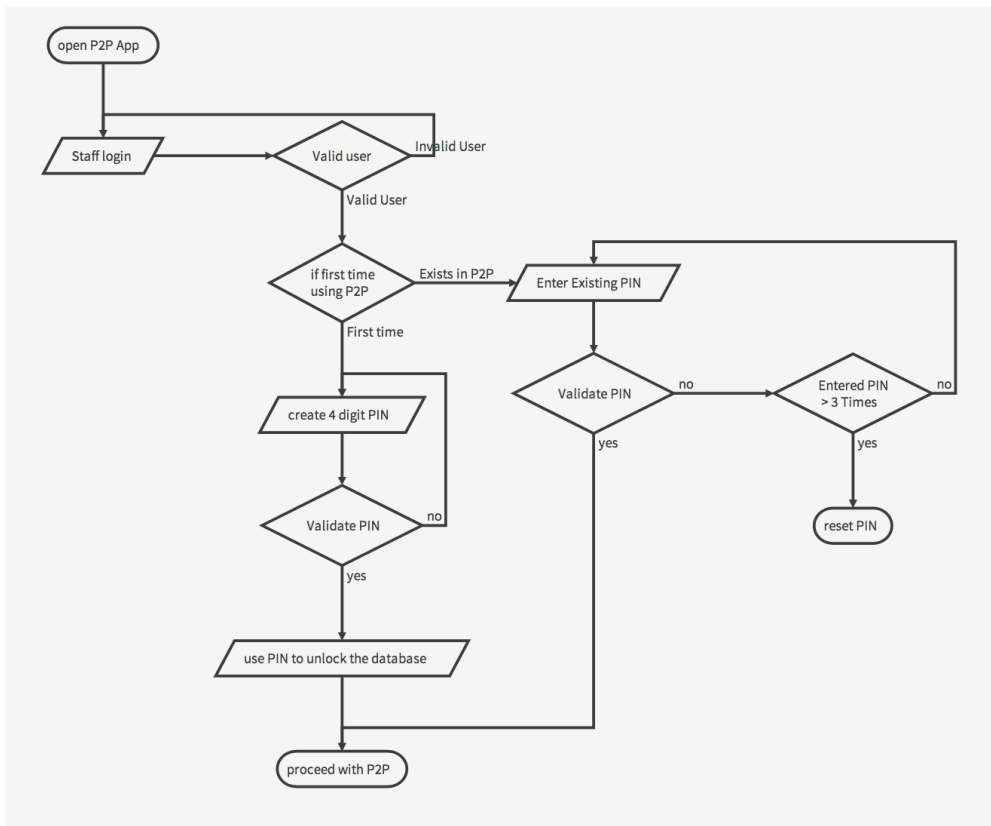 open P2P App
Staff login
Valid user
Invalid User
Valid User
if first time
using P2P
Exists in P2P
Enter Existing PIN
First time
create 4 digit PIN
Validate PIN
no
Entered PIN
> 3 Times
no
yes
yes
Validate PIN
no
reset PIN
yes
use PIN to unlock the database
proceed with P2P